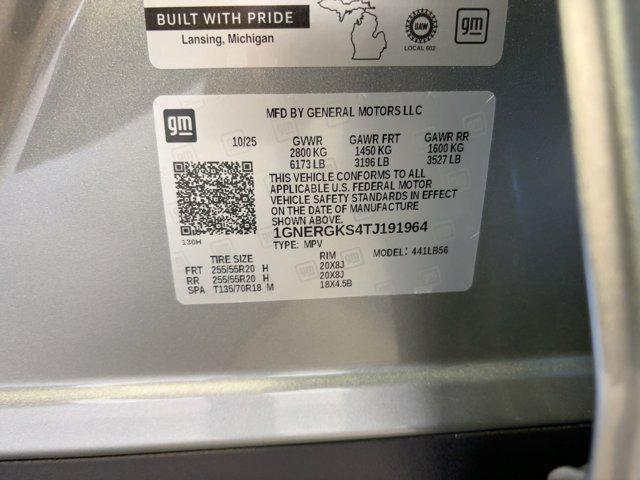 BUILT WITH PRIDE
Lansing, Michigan
UAW
LOCAL 602
gm
gm
MFD BY GENERAL MOTORS LLC
10/25 GVWR GAWR FRT GAWR RR
2800 KG 1450 KG 1600 KG
6173 LB 3196 LB 3527 LB
THIS VEHICLE CONFORMS TO ALL
APPLICABLE U.S. FEDERAL MOTOR
VEHICLE SAFETY STANDARDS IN EFFECT
ON THE DATE OF MANUFACTURE
SHOWN ABOVE.
1GNERGKS4TJ191964
130H
TYPE: MPV MODEL: 441LB56
TIRE SIZE RIM
FRT 255/55R20 H 20X8J
RR 255/55R20 H 20X8J
SPA T135/70R18 M 18X4.5B